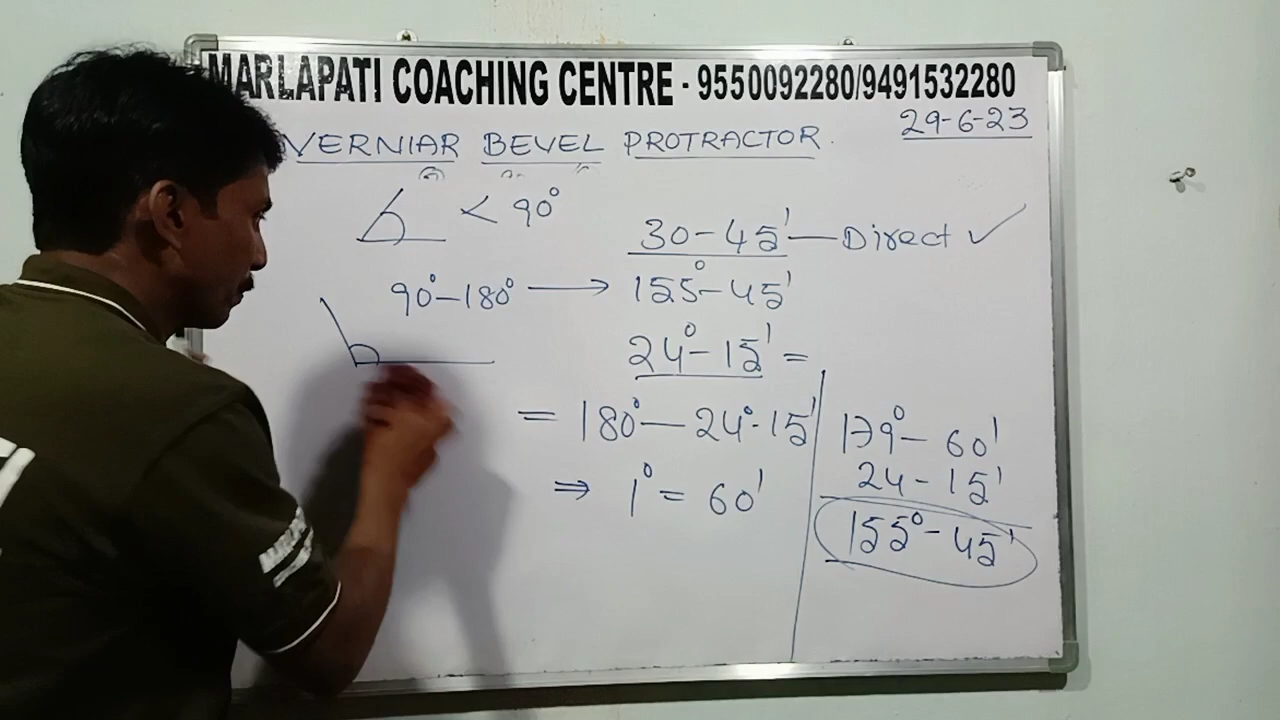 MARLAPATI COACHING CENTRE - 9550092280/9491532280
29-6-23
VERNIAR BEVEL PROTRACTOR.
< 90°
30-45' — Direct ✓
90°-180° → 155°-45'
24°-15' =
= 180° — 24°.15'
⇒ 1° = 60'
179° - 60'
24 - 15'
155° - 45'